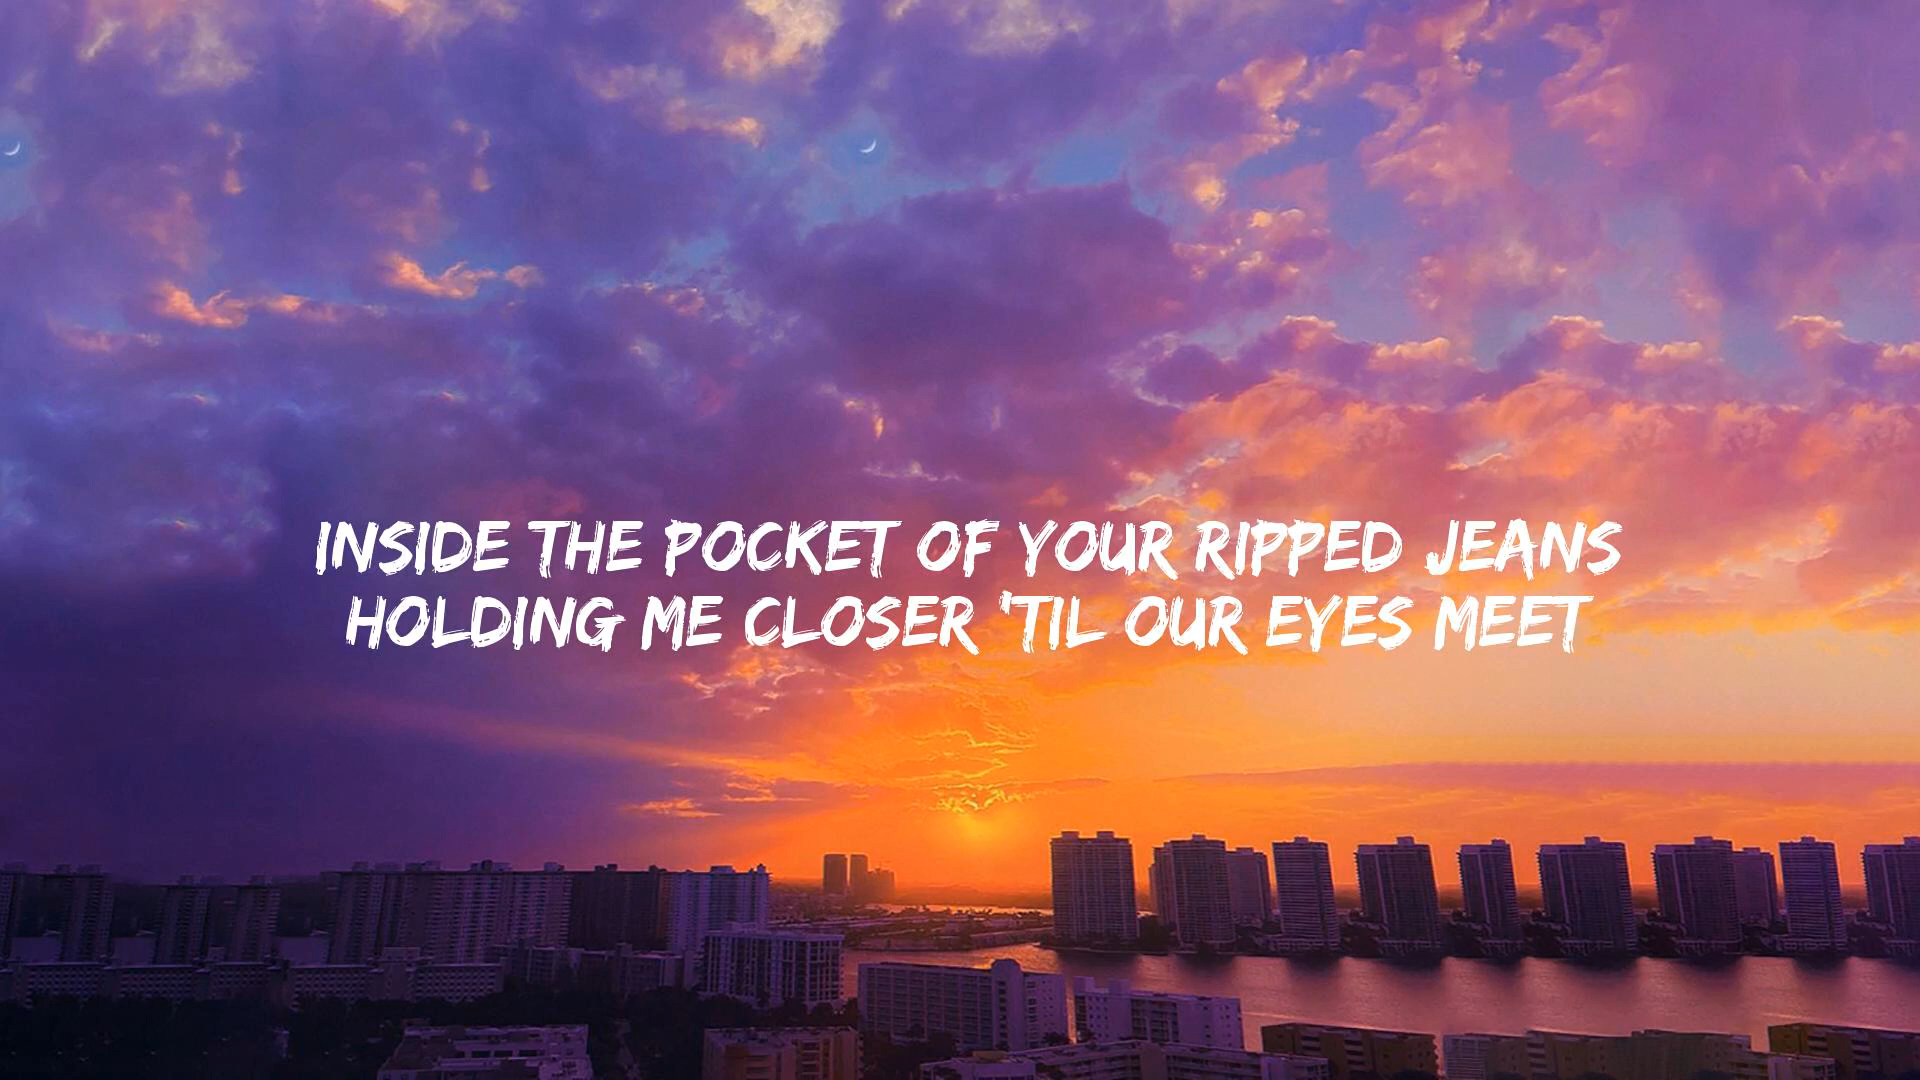 INSIDE THE POCKET OF YOUR RIPPED JEANS
HOLDING ME CLOSER 'TIL OUR EYES MEET